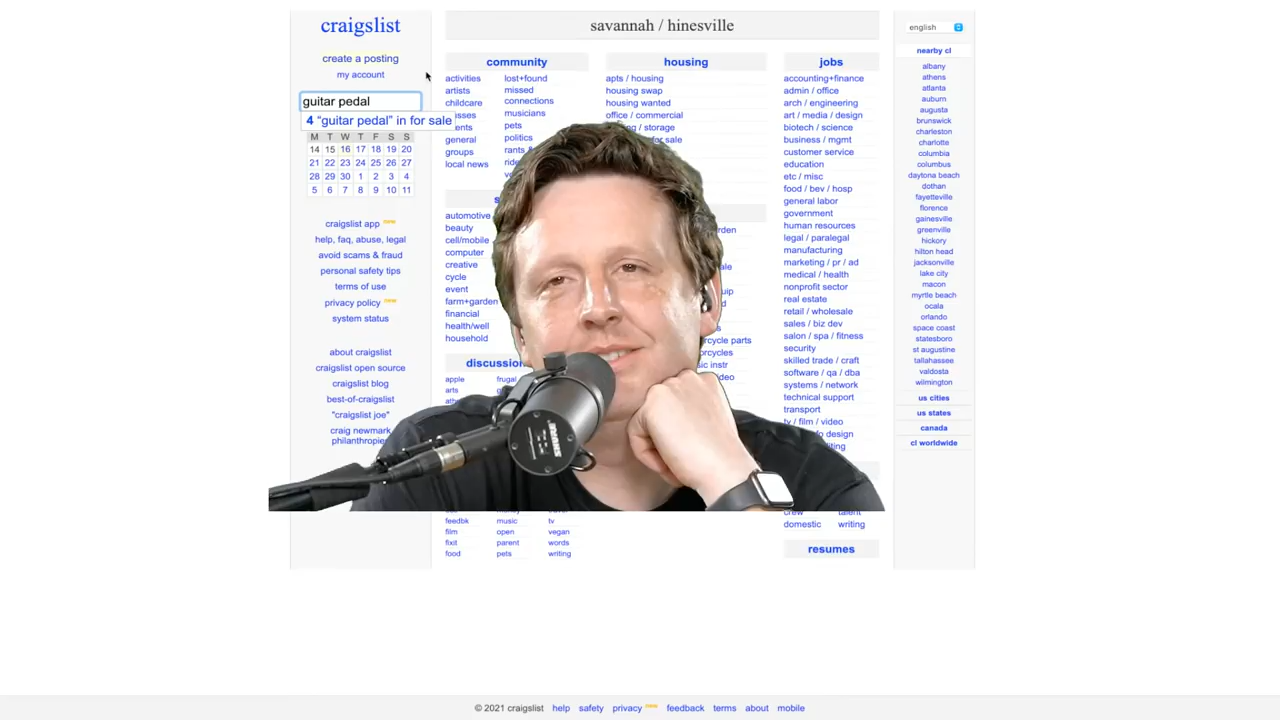 craigslist
create a posting
my account
guitar pedal
4 “guitar pedal” in for sale
M T W T F S S
14 15 16 17 18 19 20
21 22 23 24 25 26 27
28 29 30 1 2 3 4
5 6 7 8 9 10 11
craigslist app new
help, faq, abuse, legal
avoid scams & fraud
personal safety tips
terms of use
privacy policy new
system status
about craigslist
craigslist open source
craigslist blog
best-of-craigslist
"craigslist joe"
craig newmark
philanthropies
savannah / hinesville
community
activities
artists
childcare
general
groups
local news
lost+found
missed
connections
musicians
pets
politics
automotive
beauty
cell/mobile
computer
creative
cycle
event
farm+garden
financial
health/well
household
discussion
apple
arts
frugal
feedbk
film
fixit
food
music
open
parent
pets
tv
vegan
words
writing
housing
apts / housing
housing swap
housing wanted
office / commercial
/ storage
for sale
jobs
accounting+finance
admin / office
arch / engineering
art / media / design
biotech / science
business / mgmt
customer service
education
etc / misc
food / bev / hosp
general labor
government
human resources
legal / paralegal
manufacturing
marketing / pr / ad
medical / health
nonprofit sector
real estate
retail / wholesale
sales / biz dev
salon / spa / fitness
security
skilled trade / craft
software / qa / dba
systems / network
technical support
transport
tv / film / video
design
crew
domestic
talent
writing
resumes
english
nearby cl
albany
athens
atlanta
auburn
augusta
brunswick
charleston
charlotte
columbia
columbus
daytona beach
dothan
fayetteville
florence
gainesville
greenville
hickory
hilton head
jacksonville
lake city
macon
myrtle beach
ocala
orlando
space coast
statesboro
st augustine
tallahassee
valdosta
wilmington
us cities
us states
canada
cl worldwide
© 2021 craigslist help safety privacy new feedback terms about mobile